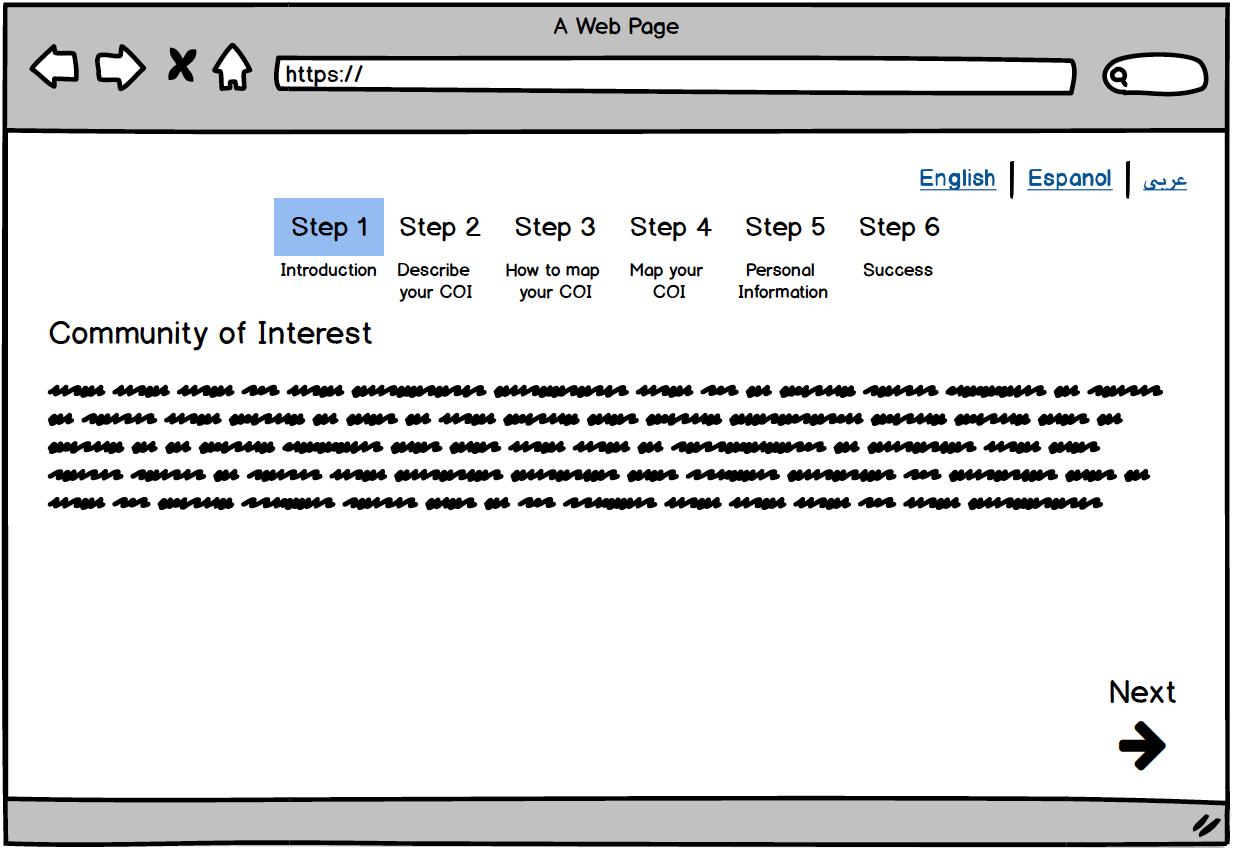 A Web Page
https://
English | Espanol | عربى
Step 1 Step 2 Step 3 Step 4 Step 5 Step 6
Introduction Describe How to map Map your Personal Success
your COI your COI COI Information
Community of Interest
Next